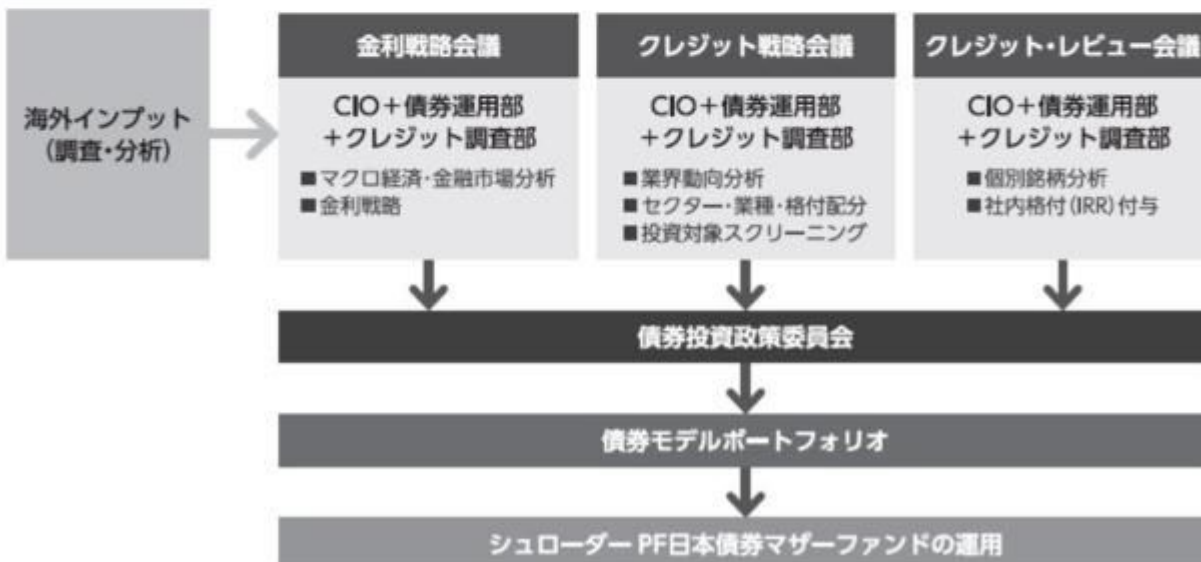 海外インプット
(調査・分析)
金利戦略会議
CIO+債券運用部
+クレジット調査部
■マクロ経済・金融市場分析
■金利戦略
クレジット戦略会議
CIO+債券運用部
+クレジット調査部
■業界動向分析
■セクター・業種・格付配分
■投資対象スクリーニング
クレジット・レビュー会議
CIO+債券運用部
+クレジット調査部
■個別銘柄分析
■社内格付(IRR)付与
債券投資政策委員会
債券モデルポートフォリオ
シュローダーPF日本債券マザーファンドの運用